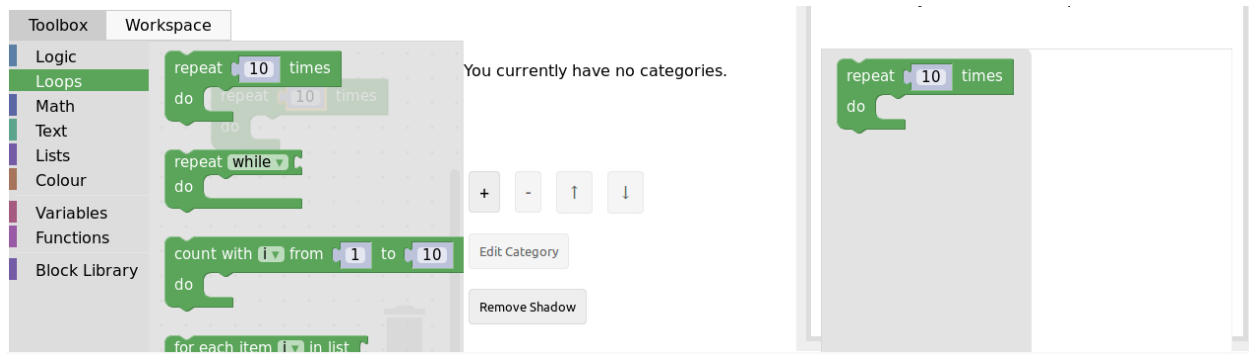 Toolbox Workspace
Logic
Loops
Math
Text
Lists
Colour
Variables
Functions
Block Library
repeat 10 times
do
repeat 10 times
do
repeat while ▾
do
count with i ▾ from 1 to 10
do
for each item i ▾ in list
You currently have no categories.
+ - ↑ ↓
Edit Category
Remove Shadow
repeat 10 times
do